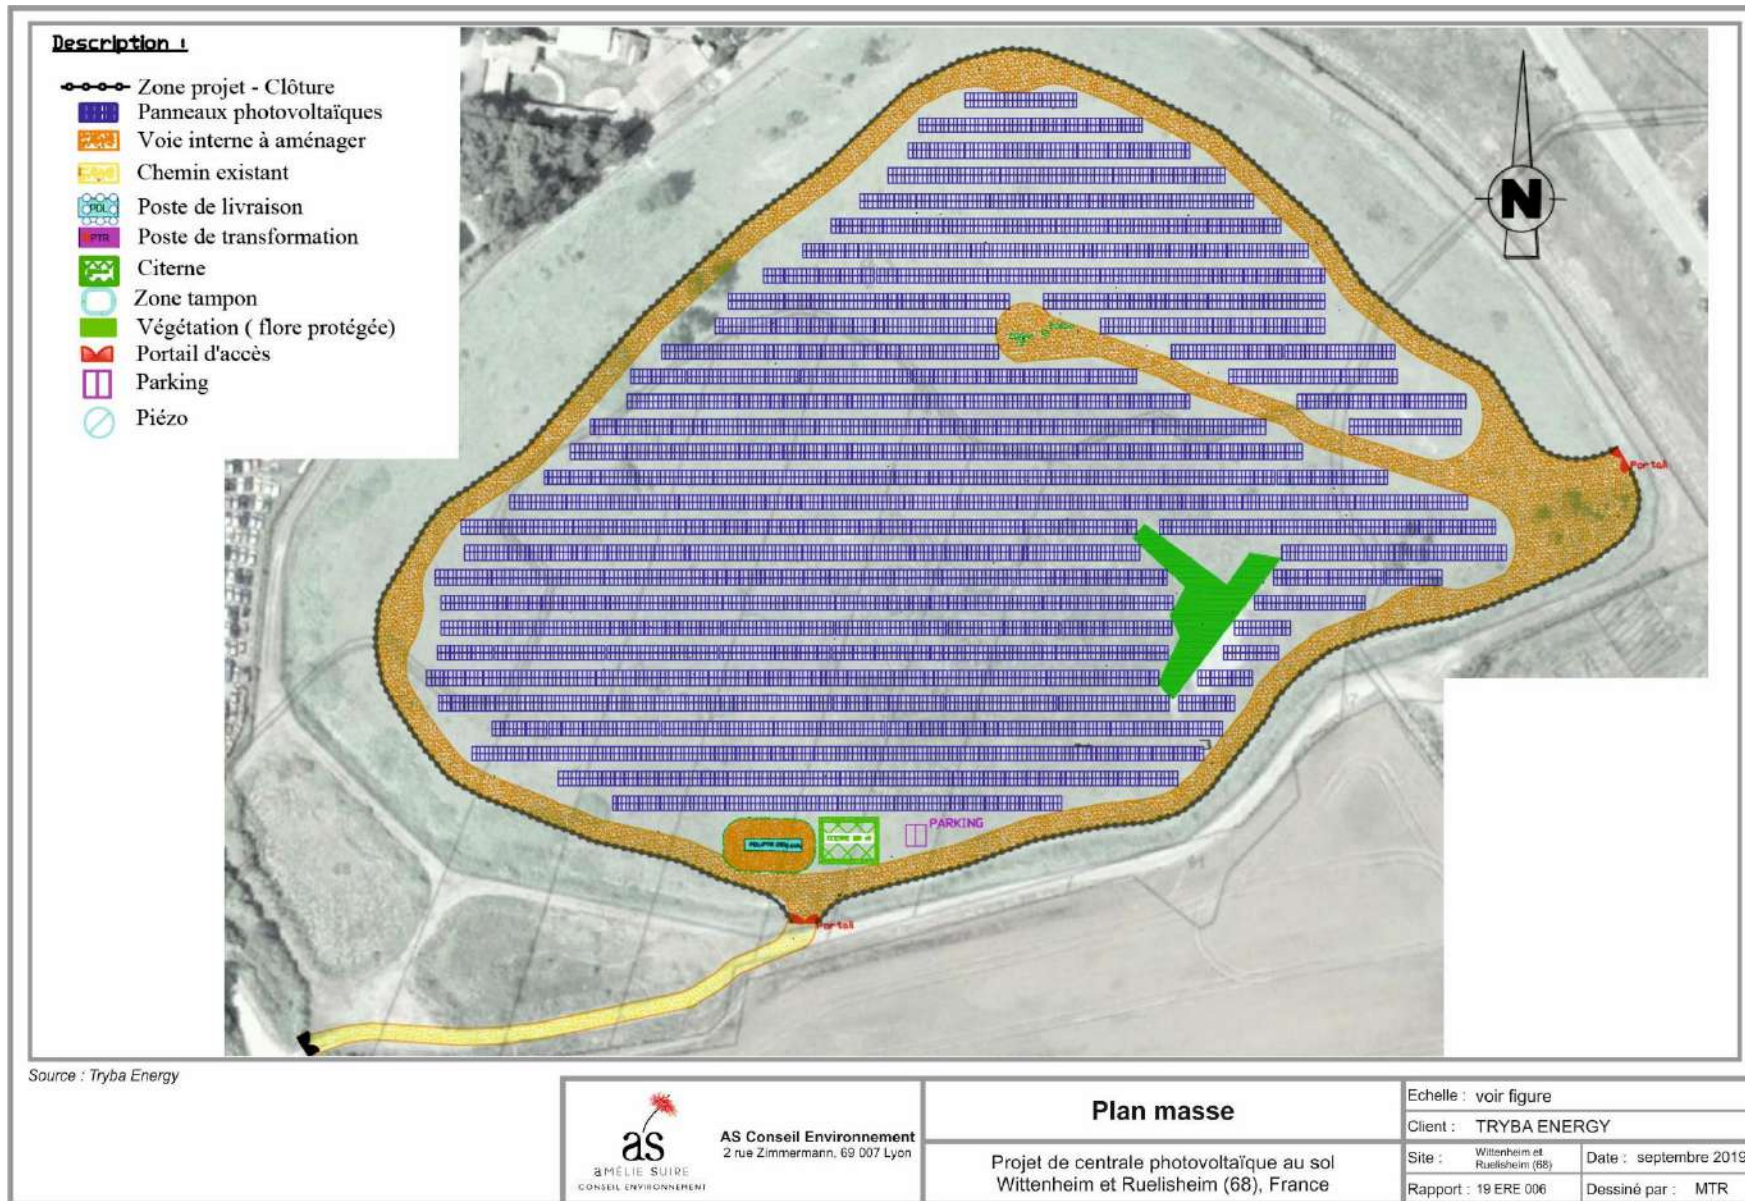 Description :
Zone projet - Clôture
Panneaux photovoltaïques
Voie interne à aménager
Chemin existant
PDL
Poste de livraison
PTR
Poste de transformation
Citerne
Zone tampon
Végétation ( flore protégée)
Portail d'accès
Parking
Piézo
N
Portail
PARKING
Portail
Source : Tryba Energy
as
aMÉLIE SUIRE
CONSEIL ENVIRONNEMENT
AS Conseil Environnement
2 rue Zimmermann, 69 007 Lyon
Plan masse
Projet de centrale photovoltaïque au sol
Wittenheim et Ruelisheim (68), France
Echelle : voir figure
Client : TRYBA ENERGY
Site : Wittenheim et Ruelisheim (68)
Date : septembre 2019
Rapport : 19 ERE 006
Dessiné par : MTR